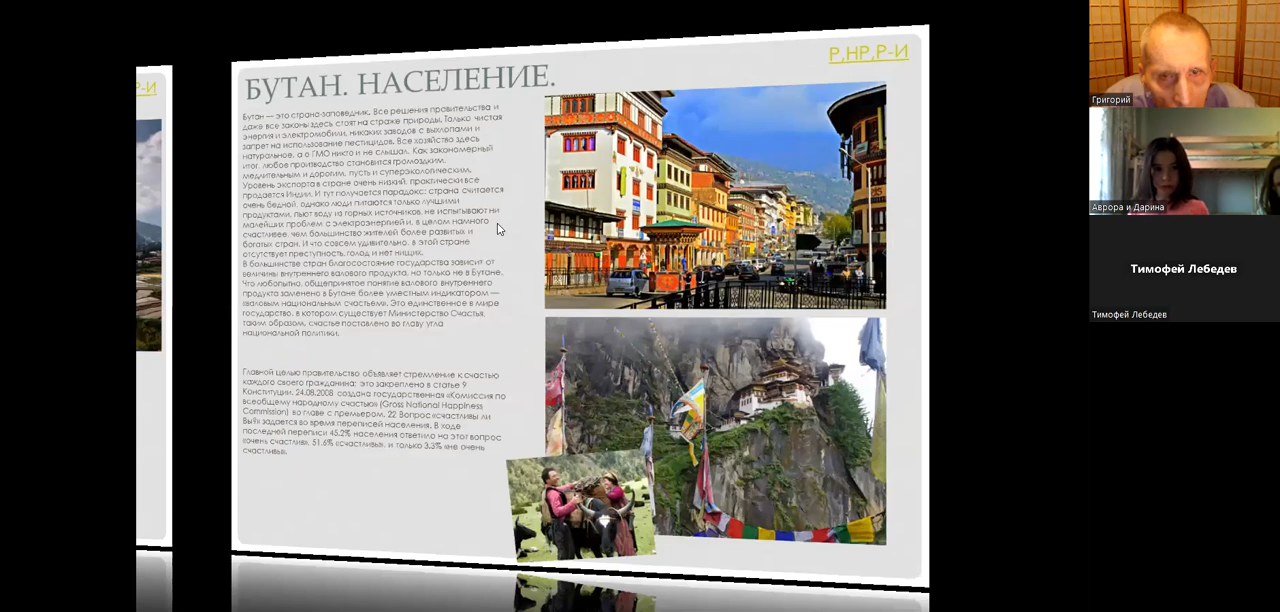 Р-И
Р,НР,Р-И
БУТАН. НАСЕЛЕНИЕ.
Бутан — это страна-заповедник. Все решения правительства и
даже все законы здесь стоят на страже природы. Только чистая
энергия и электромобили, никаких заводов с выхлопами и
запрет на использование пестицидов. Все хозяйство здесь
натуральное, а о ГМО никто и не слышал. Как закономерный
итог, любое производство становится громоздким,
медлительным и дорогим, пусть и суперэкологическим.
Уровень экспорта в стране очень низкий, практически все
продается Индии. И тут получается парадокс: страна считается
очень бедной, однако люди питаются только лучшими
продуктами, пьют воду из горных источников, не испытывают ни
малейших проблем с электроэнергией и, в целом намного
счастливее, чем большинство жителей более развитых и
богатых стран. И что совсем удивительно, в этой стране
отсутствует преступность, голод и нет нищих.
В большинстве стран благосостояние государства зависит от
величины внутреннего валового продукта, но только не в Бутане.
Что любопытно, общепринятое понятие валового внутреннего
продукта заменено в Бутане более уместным индикатором —
«валовым национальным счастьем». Это единственное в мире
государство, в котором существует Министерство Счастья,
таким образом, счастье поставлено во главу угла
национальной политики.
Главной целью правительство объявляет стремление к счастью
каждого своего гражданина: это закреплено в статье 9
Конституции. 24.08.2008 создана государственная «Комиссия по
всеобщему народному счастью» (Gross National Happiness
Commission) во главе с премьером. 22 Вопрос «счастливы ли
Вы?» задается во время переписей населения. В ходе
последней переписи 45.2% населения ответило на этот вопрос
«очень счастлив», 51.6% «счастливы», и только 3.3% «не очень
счастливы».
Григорий
Аврора и Дарина
Тимофей Лебедев
Тимофей Лебедев